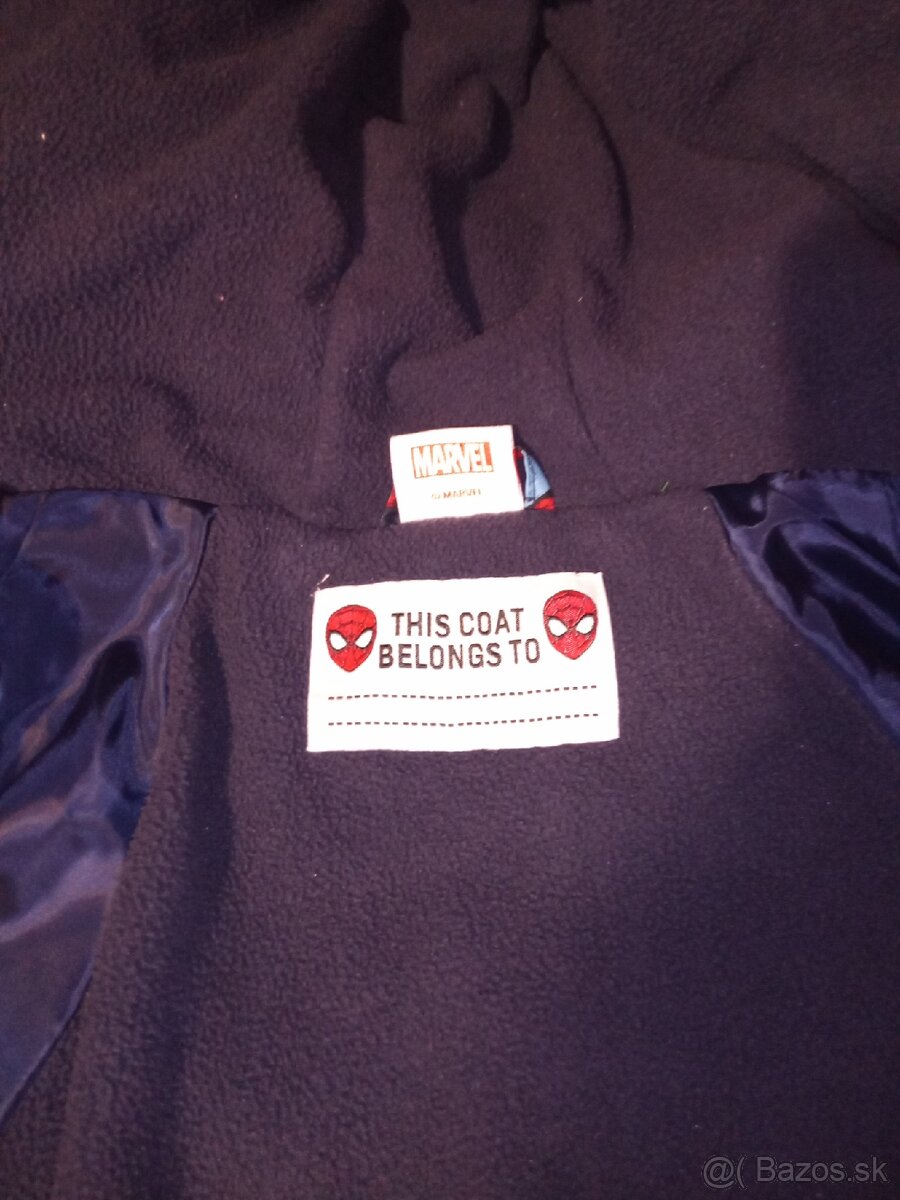 MARVEL
© MARVEL
THIS COAT
BELONGS TO
@( Bazos.sk